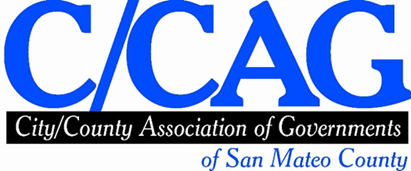 C/CAG
City/County Association of Governments
of San Mateo County